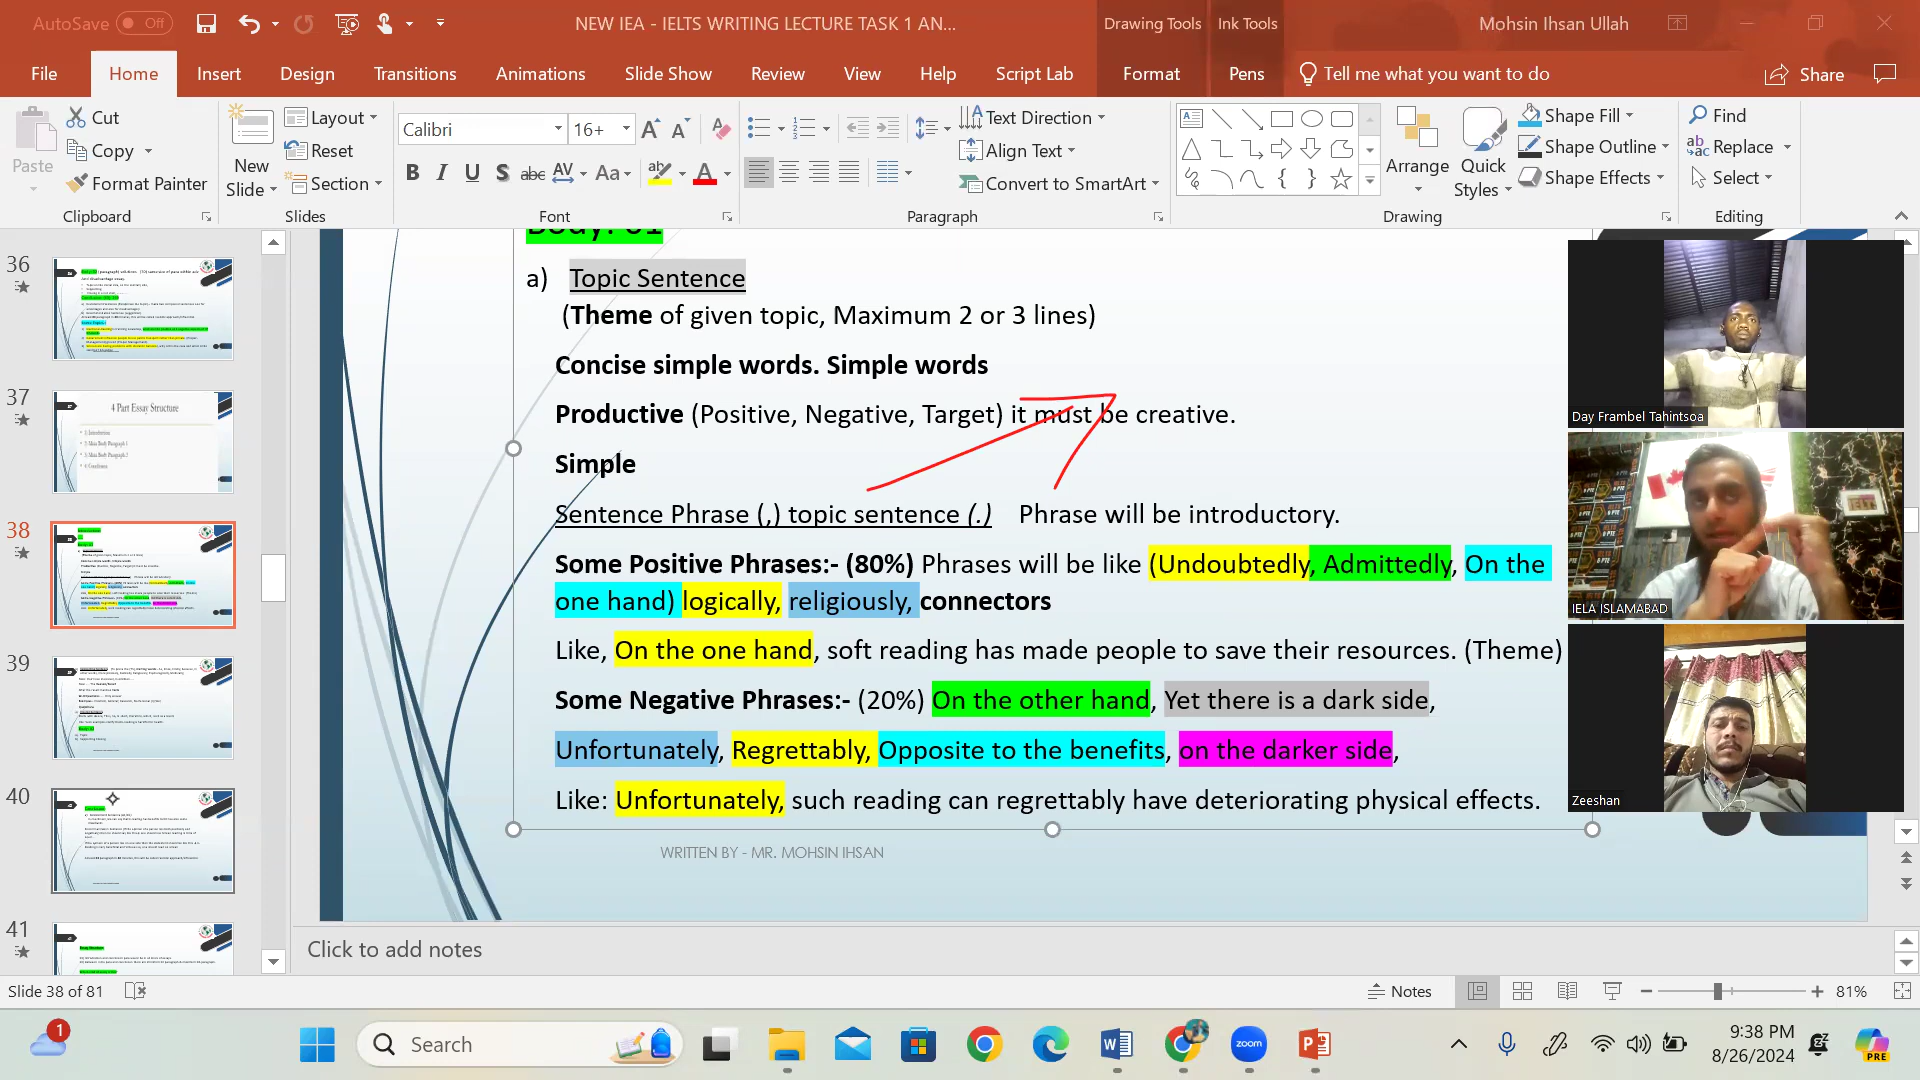 AutoSave Off
NEW IEA - IELTS WRITING LECTURE TASK 1 AN...
Drawing Tools Ink Tools
Mohsin Ihsan Ullah
File Home Insert Design Transitions Animations Slide Show Review View Help Script Lab Format Pens Tell me what you want to do Share
Cut
Copy
Format Painter
Paste
Clipboard
New Slide
Layout
Reset
Section
Slides
Calibri 16+
Font
Text Direction
Align Text
Convert to SmartArt
Paragraph
Arrange
Quick Styles
Shape Fill
Shape Outline
Shape Effects
Drawing
Find
Replace
Select
Editing
36
37
4 Part Essay Structure
38
39
40
41
Body: 01
a) Topic Sentence
(Theme of given topic, Maximum 2 or 3 lines)
Concise simple words. Simple words
Productive (Positive, Negative, Target) it must be creative.
Simple
Sentence Phrase (,) topic sentence (.) Phrase will be introductory.
Some Positive Phrases:- (80%) Phrases will be like (Undoubtedly, Admittedly, On the
one hand) logically, religiously, connectors
Like, On the one hand, soft reading has made people to save their resources. (Theme)
Some Negative Phrases:- (20%) On the other hand, Yet there is a dark side,
Unfortunately, Regrettably, Opposite to the benefits, on the darker side,
Like: Unfortunately, such reading can regrettably have deteriorating physical effects.
WRITTEN BY - MR. MOHSIN IHSAN
Day Frambel Tahintsoa
IELA ISLAMABAD
Zeeshan
Click to add notes
Slide 38 of 81
Notes
81%
1
Search
zoom
9:38 PM
8/26/2024
PRE